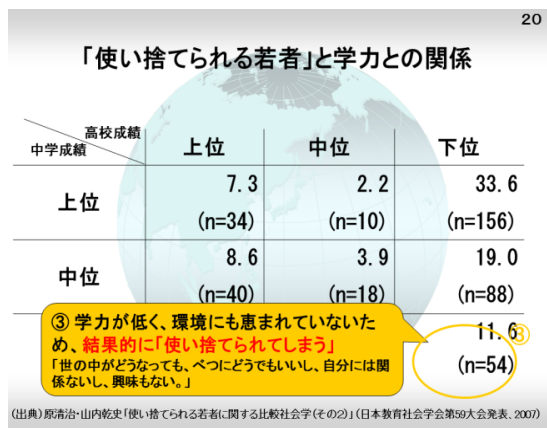 20
「使い捨てられる若者」と学力との関係
高校成績
中学成績
上位 中位 下位
上位 7.3 2.2 33.6
(n=34) (n=10) (n=156)
中位 8.6 3.9 19.0
(n=40) (n=18) (n=88)
11.6
(n=54)
③
③ 学力が低く、環境にも恵まれていないた
め、結果的に「使い捨てられてしまう」
「世の中がどうなっても、べつにどうでもいいし、自分には関
係ないし、興味もない。」
(出典)原清治・山内乾史「使い捨てられる若者に関する比較社会学(その2)」(日本教育社会学会第59大会発表、2007)